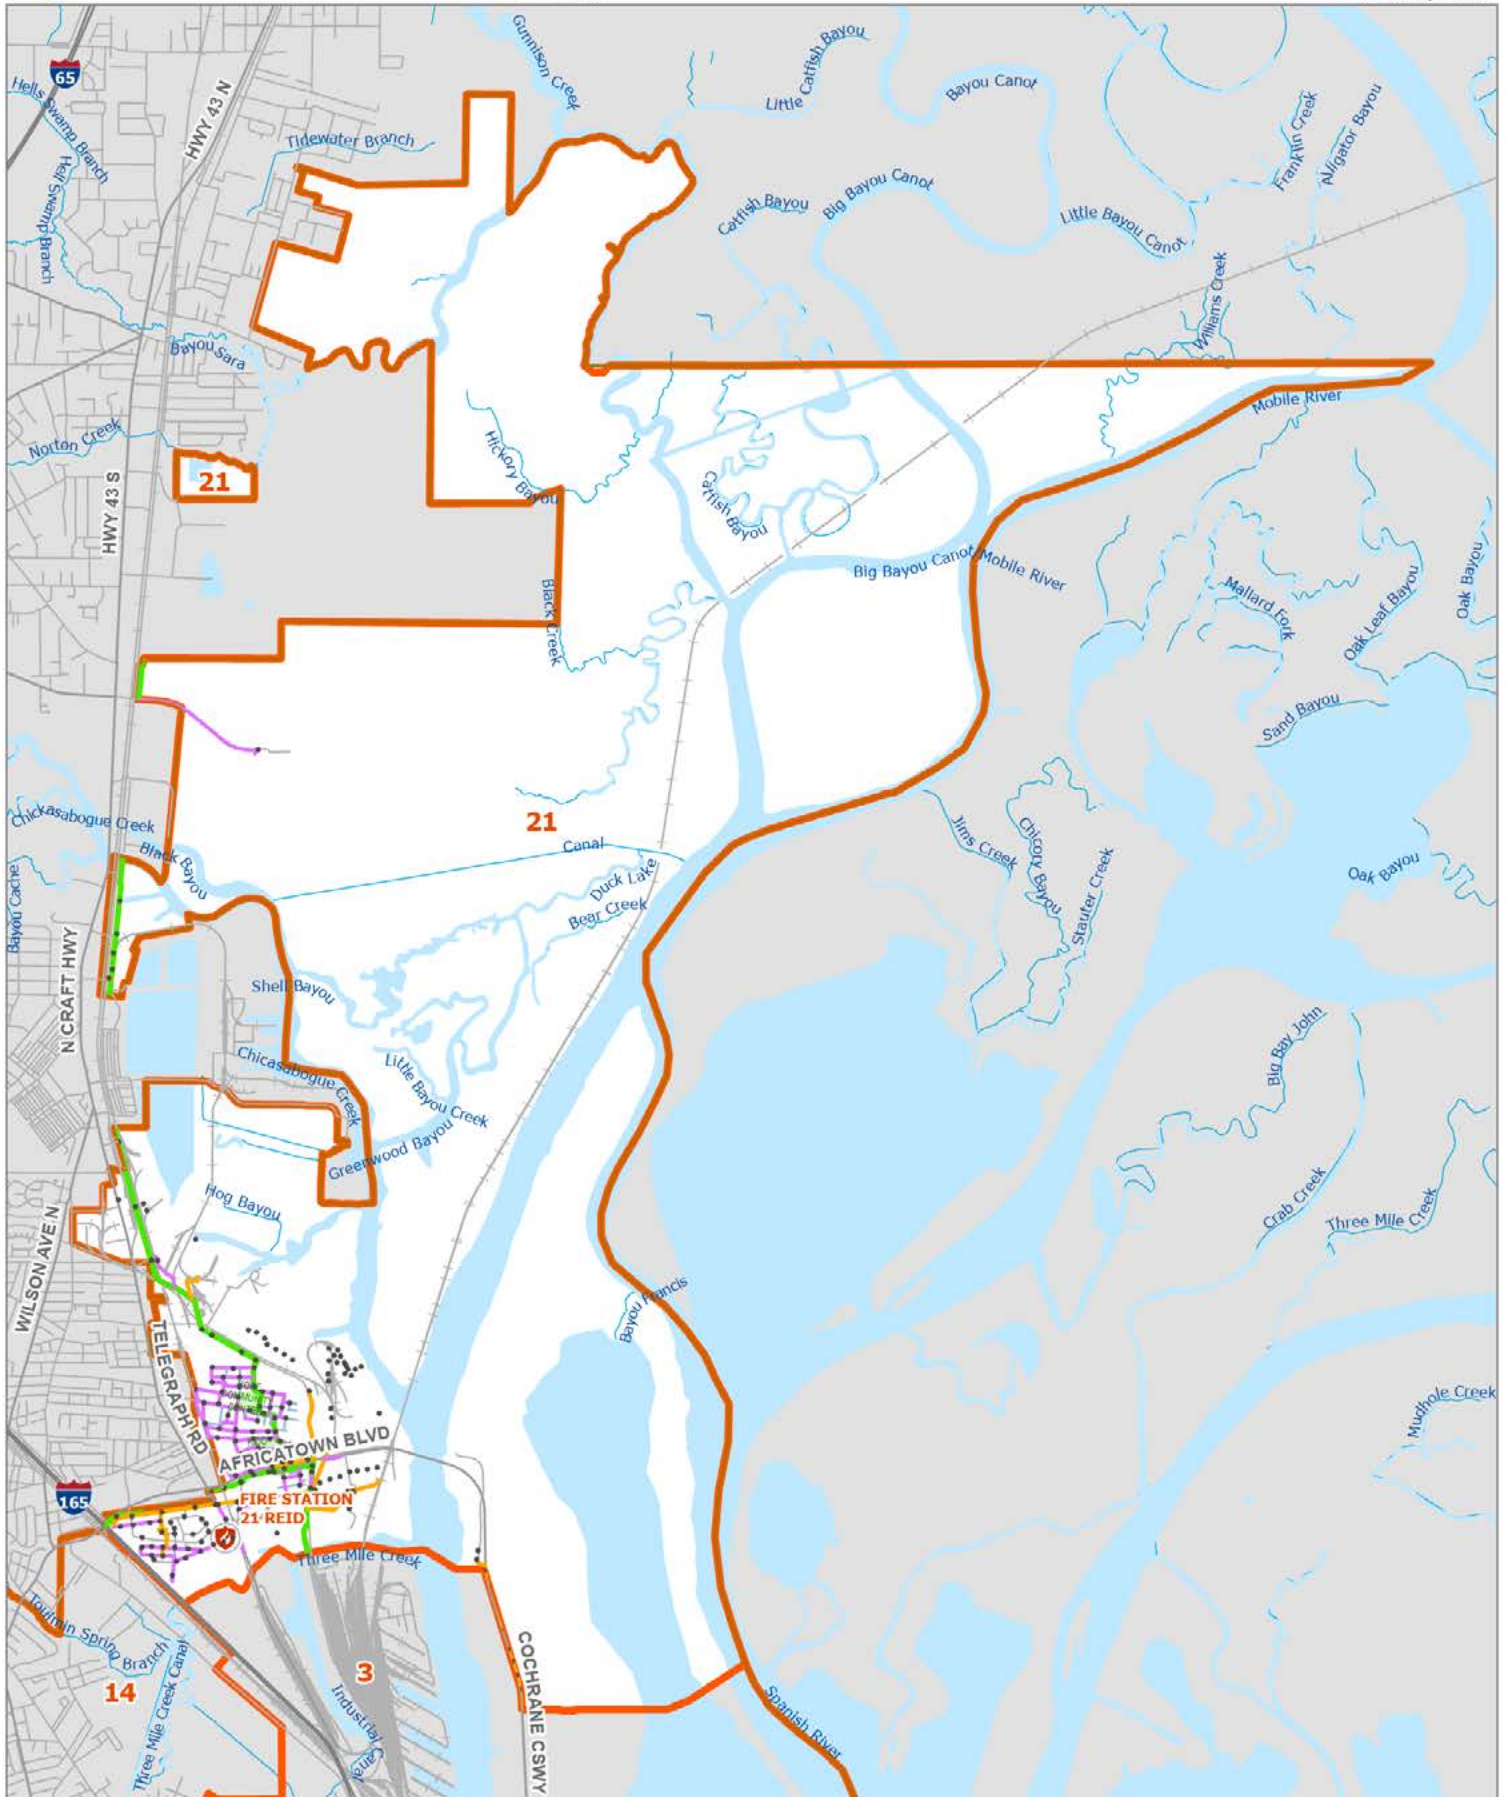 Gunnison Creek
Little Catfish Bayou
65
HWY 43 N
Bayou Canot
Hells Swamp Branch
Franklin Creek
Alligator Bayou
Tidewater Branch
Hell Swamp Branch
Catfish Bayou
Big Bayou Canot
Little Bayou Canot
Williams Creek
Bayou Sara
Mobile River
Norton Creek
21
Hickory Bayou
Catfish Bayou
HWY 43 S
Big Bayou Canot
Mobile River
Mallard Fork
Oak Leaf Bayou
Oak Bayou
Black Creek
Sand Bayou
21
Chickasabogue Creek
Canal
Black Bayou
Duck Lake
Bear Creek
Jims Creek
Chicory Bayou
Stauter Creek
Oak Bayou
Bayou Cache
N CRAFT HWY
Shell Bayou
Big Bay John
Chicasabogue Creek
Little Bayou Creek
Greenwood Bayou
Hog Bayou
Crab Creek
Three Mile Creek
WILSON AVE N
Bayou Francis
TELEGRAPH RD
Mudhole Creek
AFRICATOWN BLVD
165
FIRE STATION
21-REID
Three Mile Creek
Toulmin Spring Branch
14
Three Mile Creek Canal
3
Industrial Canal
COCHRANE CSWY
Spanish River